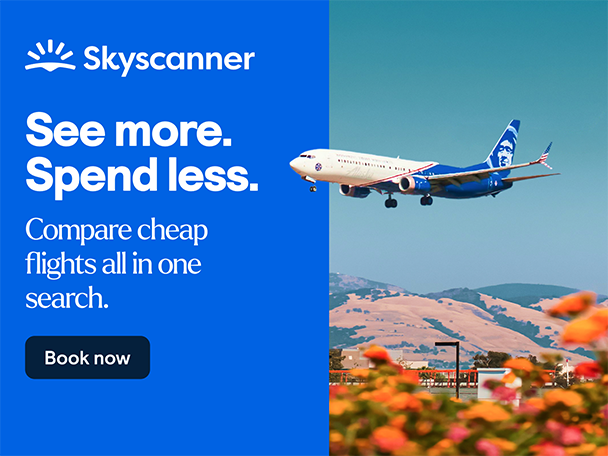 Skyscanner
See more.
Spend less.
Compare cheap
flights all in one
search.
Book now